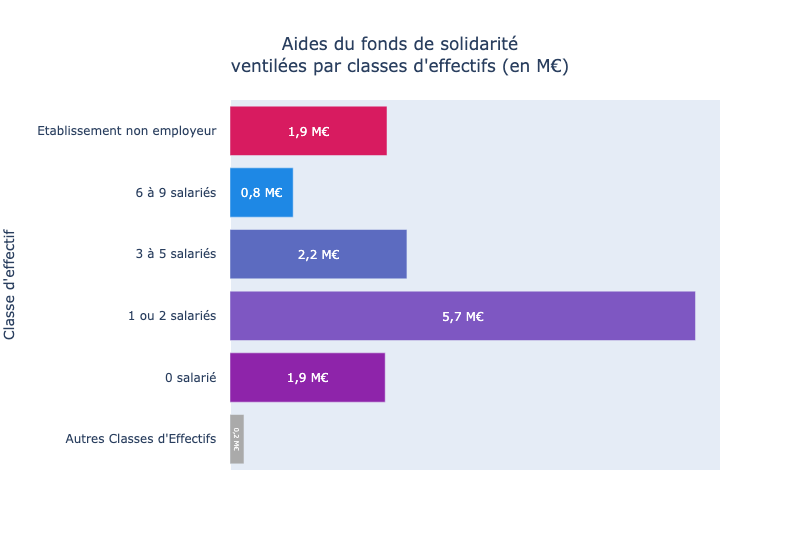 Aides du fonds de solidarité
ventilées par classes d'effectifs (en M€)
Classe d'effectif
Etablissement non employeur
1,9 M€
6 à 9 salariés
0,8 M€
3 à 5 salariés
2,2 M€
1 ou 2 salariés
5,7 M€
0 salarié
1,9 M€
Autres Classes d'Effectifs
0,2 M€